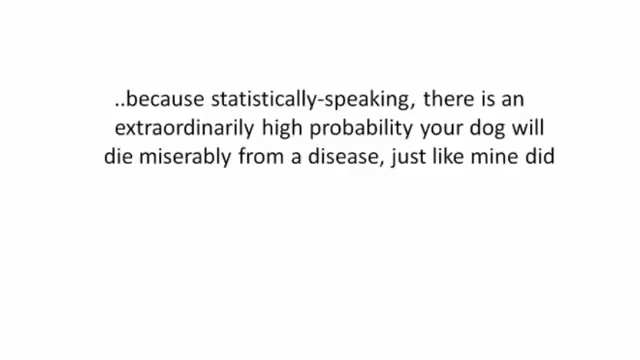 ..because statistically-speaking, there is an
extraordinarily high probability your dog will
die miserably from a disease, just like mine did